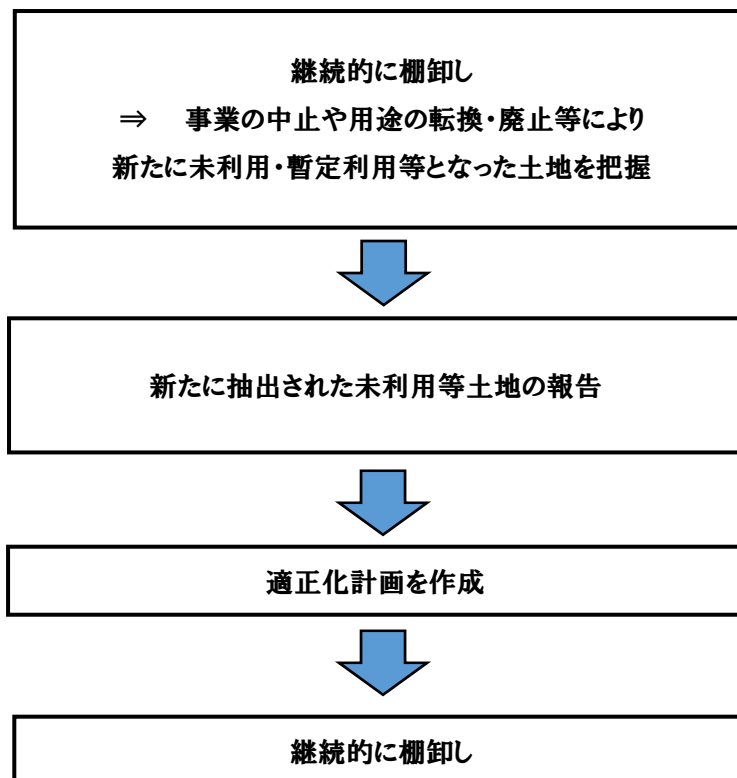 継続的に棚卸し
⇒　事業の中止や用途の転換・廃止等により
新たに未利用・暫定利用等となった土地を把握
新たに抽出された未利用等土地の報告
適正化計画を作成
継続的に棚卸し